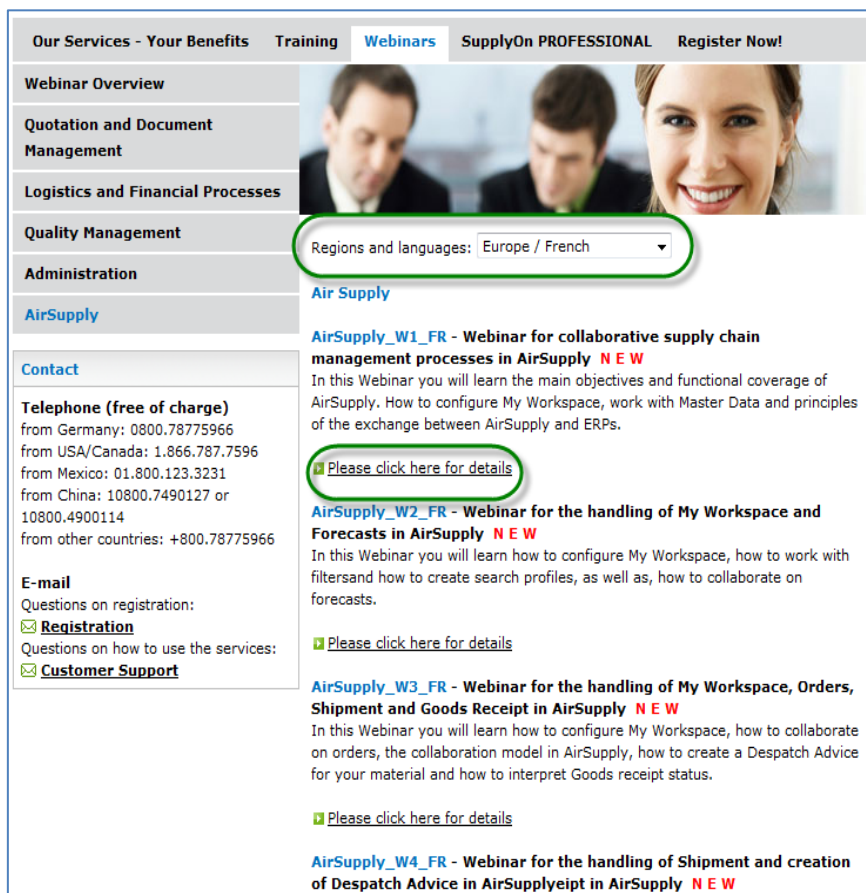 Our Services - Your Benefits Training Webinars SupplyOn PROFESSIONAL Register Now!
Webinar Overview
Quotation and Document
Management
Logistics and Financial Processes
Quality Management
Administration
AirSupply
Contact
Telephone (free of charge)
from Germany: 0800.78775966
from USA/Canada: 1.866.787.7596
from Mexico: 01.800.123.3231
from China: 10800.7490127 or
10800.4900114
from other countries: +800.78775966
E-mail
Questions on registration:
Registration
Questions on how to use the services:
Customer Support
Regions and languages: Europe / French
Air Supply
AirSupply_W1_FR - Webinar for collaborative supply chain
management processes in AirSupply N E W
In this Webinar you will learn the main objectives and functional coverage of
AirSupply. How to configure My Workspace, work with Master Data and principles
of the exchange between AirSupply and ERPs.
Please click here for details
AirSupply_W2_FR - Webinar for the handling of My Workspace and
Forecasts in AirSupply N E W
In this Webinar you will learn how to configure My Workspace, how to work with
filtersand how to create search profiles, as well as, how to collaborate on
forecasts.
Please click here for details
AirSupply_W3_FR - Webinar for the handling of My Workspace, Orders,
Shipment and Goods Receipt in AirSupply N E W
In this Webinar you will learn how to configure My Workspace, how to collaborate
on orders, the collaboration model in AirSupply, how to create a Despatch Advice
for your material and how to interpret Goods receipt status.
Please click here for details
AirSupply_W4_FR - Webinar for the handling of Shipment and creation
of Despatch Advice in AirSupplyeipt in AirSupply N E W